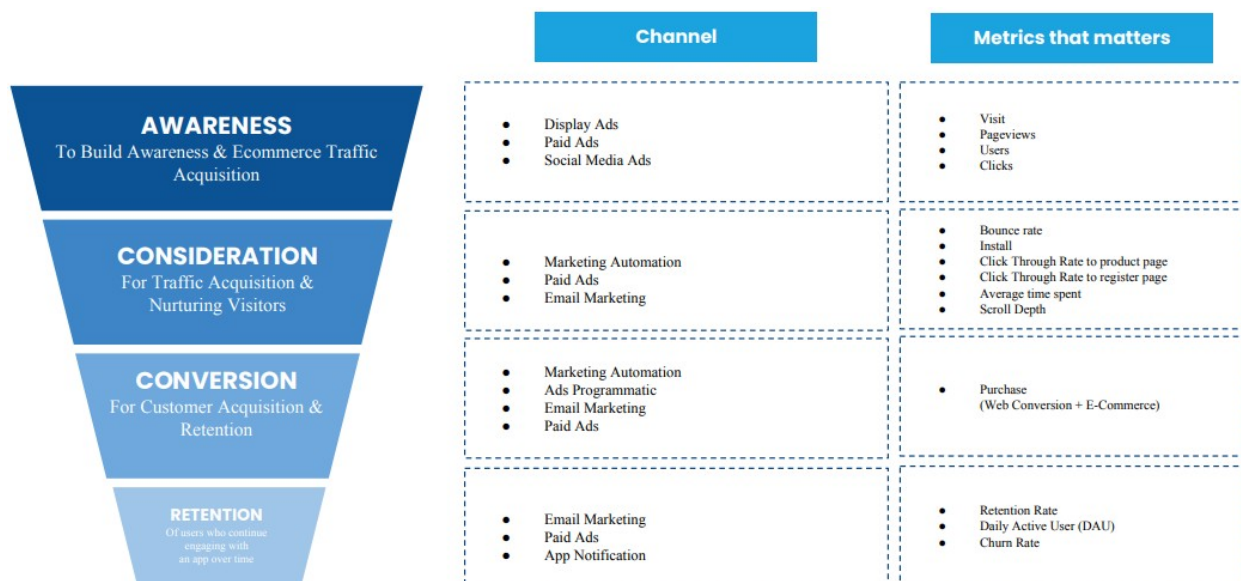 Channel
Metrics that matters
AWARENESS
To Build Awareness & Ecommerce Traffic
Acquisition
● Display Ads
● Paid Ads
● Social Media Ads
● Visit
● Pageviews
● Users
● Clicks
CONSIDERATION
For Traffic Acquisition &
Nurturing Visitors
● Marketing Automation
● Paid Ads
● Email Marketing
● Bounce rate
● Install
● Click Through Rate to product page
● Click Through Rate to register page
● Average time spent
● Scroll Depth
CONVERSION
For Customer Acquisition &
Retention
● Marketing Automation
● Ads Programmatic
● Email Marketing
● Paid Ads
● Purchase
(Web Conversion + E-Commerce)
RETENTION
Of users who continue
engaging with
an app over time
● Email Marketing
● Paid Ads
● App Notification
● Retention Rate
● Daily Active User (DAU)
● Churn Rate